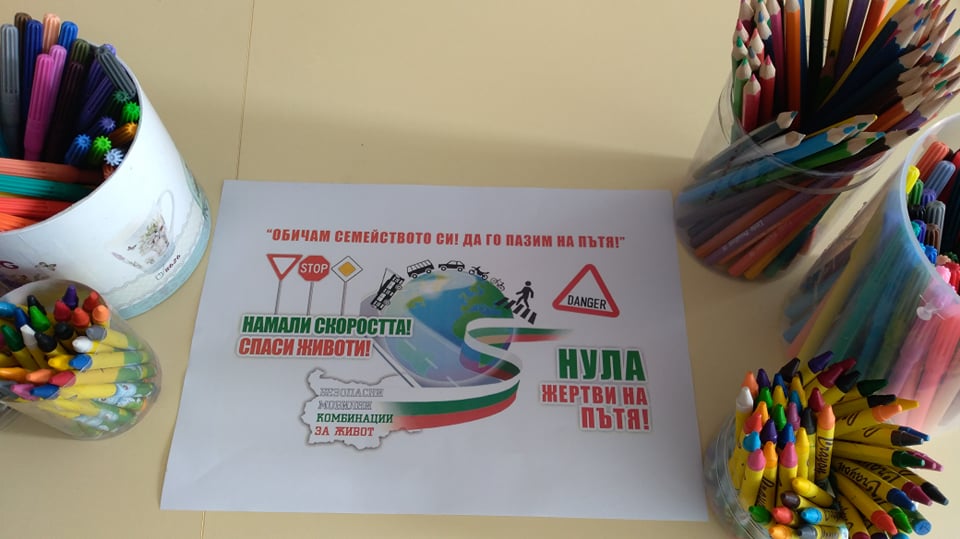 "ОБИЧАМ СЕМЕЙСТВОТО СИ! ДА ГО ПАЗИМ НА ПЪТЯ!"
STOP
DANGER
НАМАЛИ СКОРОСТТА!
СПАСИ ЖИВОТИ!
НУЛА
ЖЕРТВИ НА
ПЪТЯ!
БЕЗОПАСНИ
МОБИЛНИ
КОМБИНАЦИИ
ЗА ЖИВОТ
Crayon